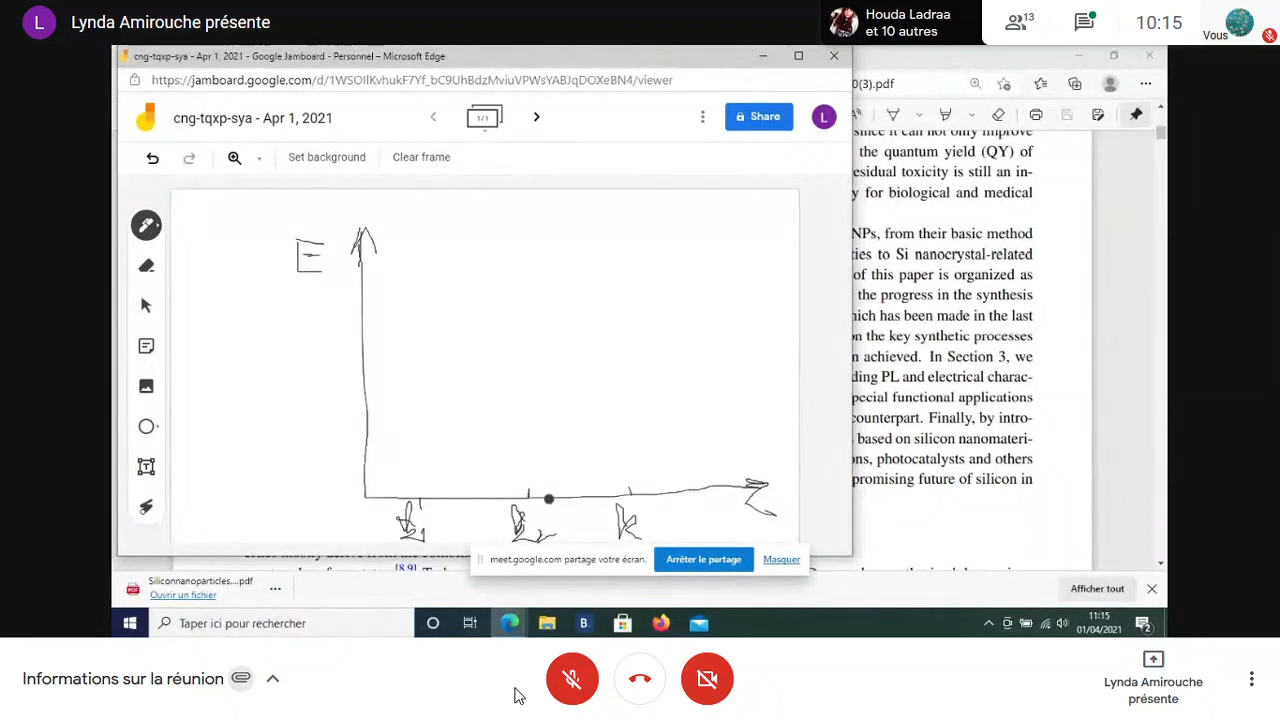 L
Lynda Amirouche présente
Houda Ladraa
et 10 autres
13
10:15
Vous
cng-tqxp-sya - Apr 1, 2021 - Google Jamboard - Personnel - Microsoft Edge
https://jamboard.google.com/d/1WSOIlKvhukF7Yf_bC9UhBdzMviuVPWsYABJqDOXeBN4/viewer
0(3).pdf
cng-tqxp-sya - Apr 1, 2021
1/1
Share
L
Set background
Clear frame
since it can not only improve
the quantum yield (QY) of
residual toxicity is still an in-
y for biological and medical
NPs, from their basic method
ties to Si nanocrystal-related
of this paper is organized as
the progress in the synthesis
which has been made in the last
on the key synthetic processes
n achieved. In Section 3, we
ding PL and electrical charac-
pecial functional applications
counterpart. Finally, by intro-
based on silicon nanomateri-
ons, photocatalysts and others
promising future of silicon in
E
k
meet.google.com partage votre écran.
Arrêter le partage
Masquer
[8,9]
Siliconnanoparticles....pdf
Ouvrir un fichier
...
Afficher tout
Taper ici pour rechercher
B.
11:15
01/04/2021
2
Informations sur la réunion
Lynda Amirouche
présente